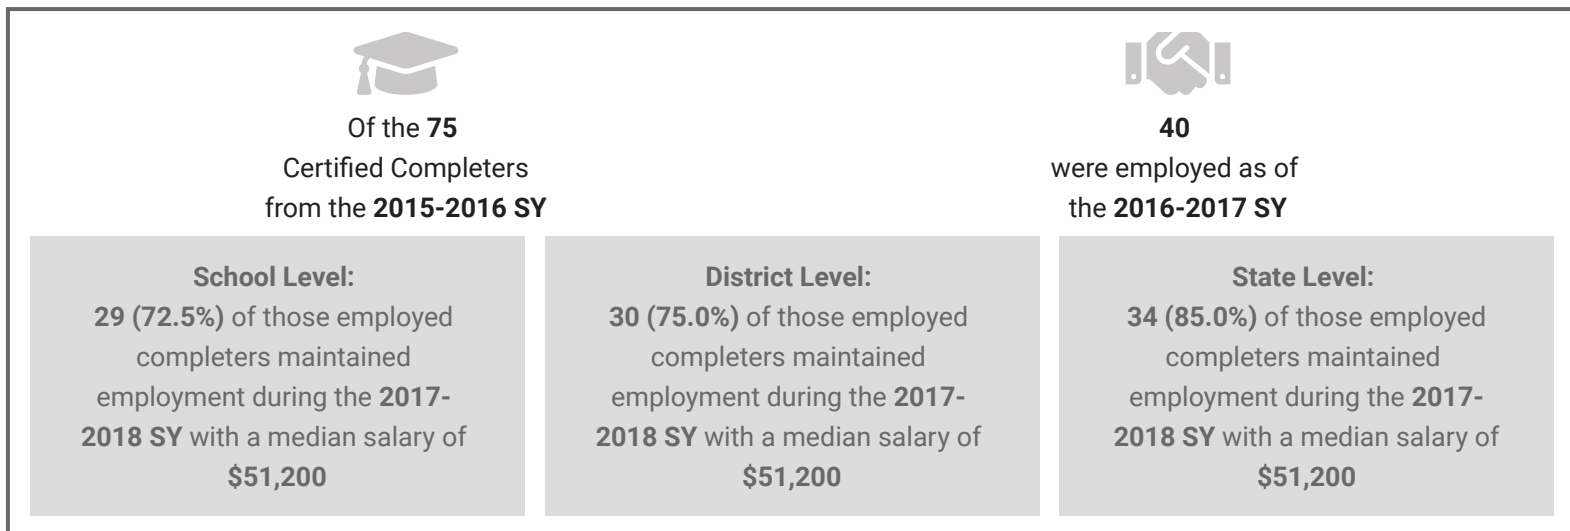 Of the 75
Certified Completers
from the 2015-2016 SY
40
were employed as of
the 2016-2017 SY
School Level:
29 (72.5%) of those employed
completers maintained
employment during the 2017-
2018 SY with a median salary of
$51,200
District Level:
30 (75.0%) of those employed
completers maintained
employment during the 2017-
2018 SY with a median salary of
$51,200
State Level:
34 (85.0%) of those employed
completers maintained
employment during the 2017-
2018 SY with a median salary of
$51,200